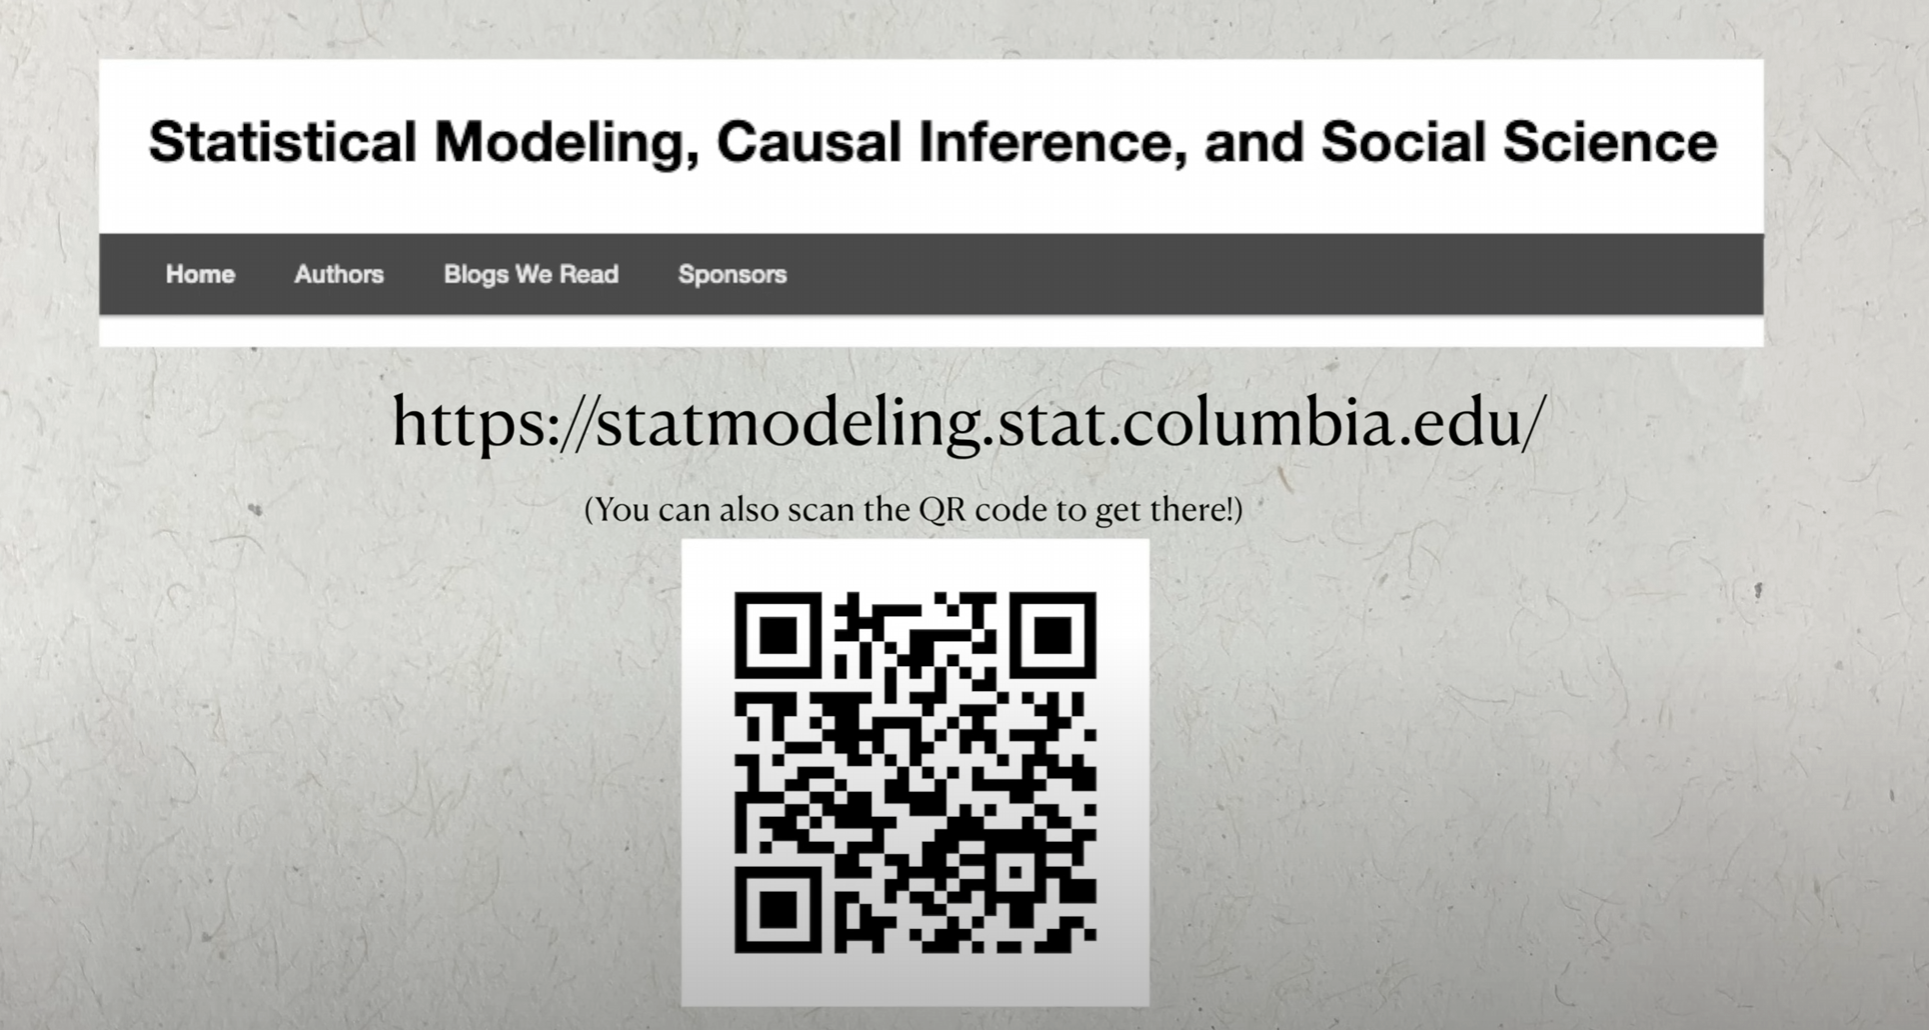 Statistical Modeling, Causal Inference, and Social Science
Home Authors Blogs We Read Sponsors
https://statmodeling.stat.columbia.edu/
(You can also scan the QR code to get there!)